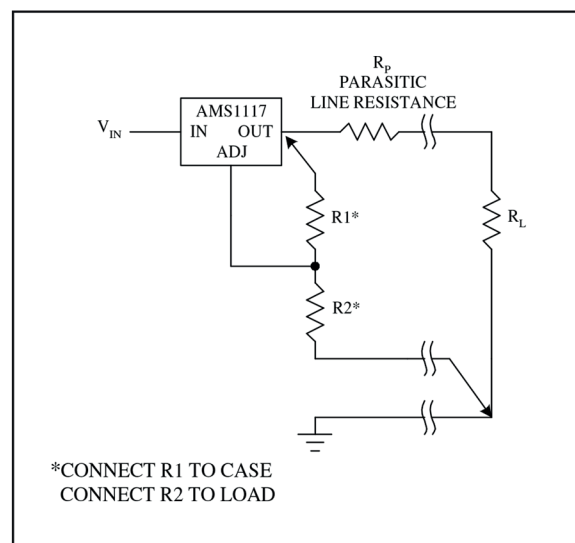 R_P
PARASITIC
LINE RESISTANCE
AMS1117
V_IN
IN OUT
ADJ
R1*
R_L
R2*
*CONNECT R1 TO CASE
CONNECT R2 TO LOAD